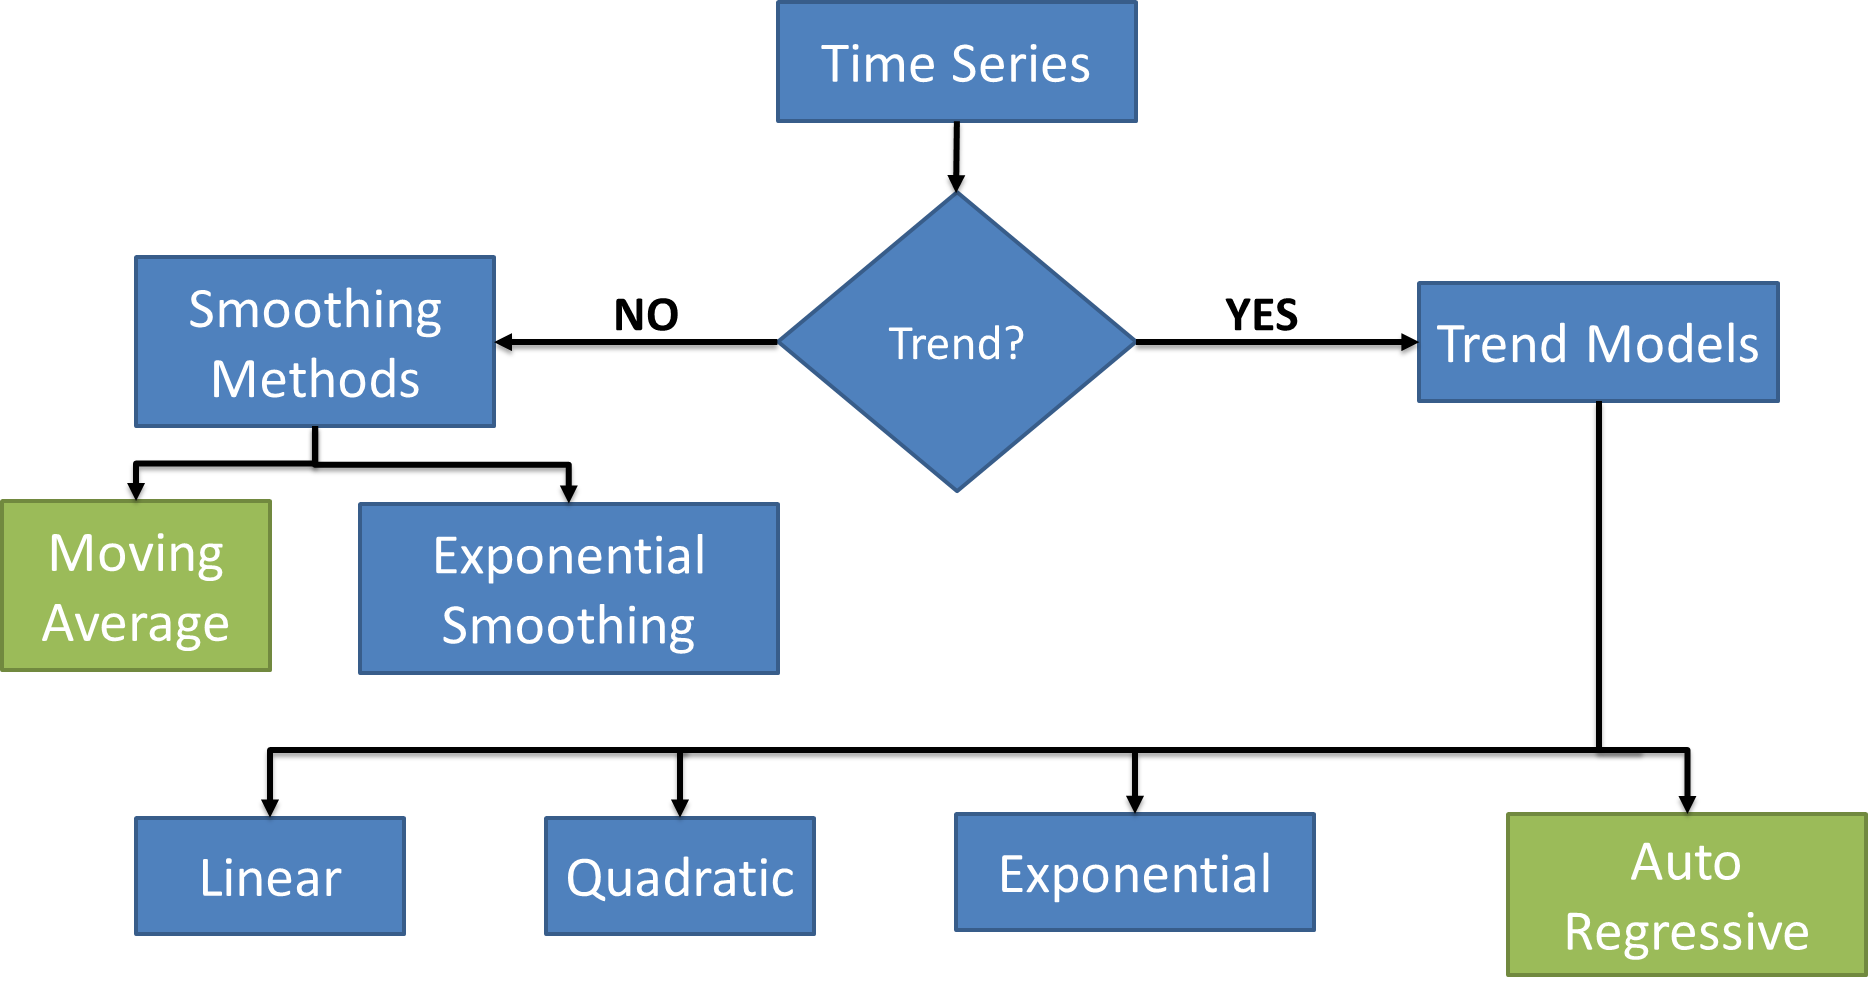 Time Series
Smoothing
Methods
NO
Trend?
YES
Trend Models
Moving
Average
Exponential
Smoothing
Linear
Quadratic
Exponential
Auto
Regressive